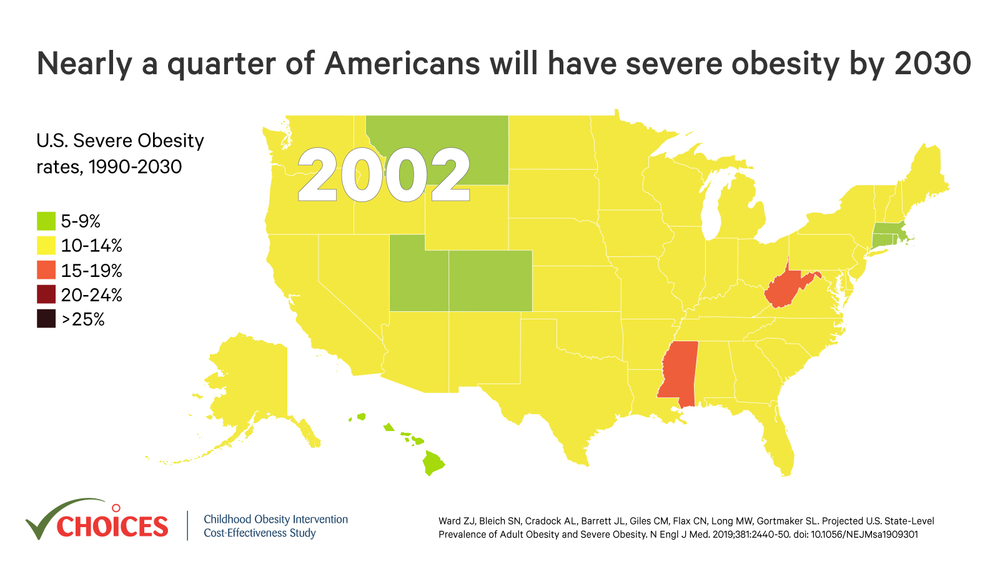 Nearly a quarter of Americans will have severe obesity by 2030
U.S. Severe Obesity
rates, 1990-2030
2002
5-9%
10-14%
15-19%
20-24%
>25%
CHOICES
Childhood Obesity Intervention
Cost-Effectiveness Study
Ward ZJ, Bleich SN, Cradock AL, Barrett JL, Giles CM, Flax CN, Long MW, Gortmaker SL. Projected U.S. State-Level
Prevalence of Adult Obesity and Severe Obesity. N Engl J Med. 2019;381:2440-50. doi: 10.1056/NEJMsa1909301